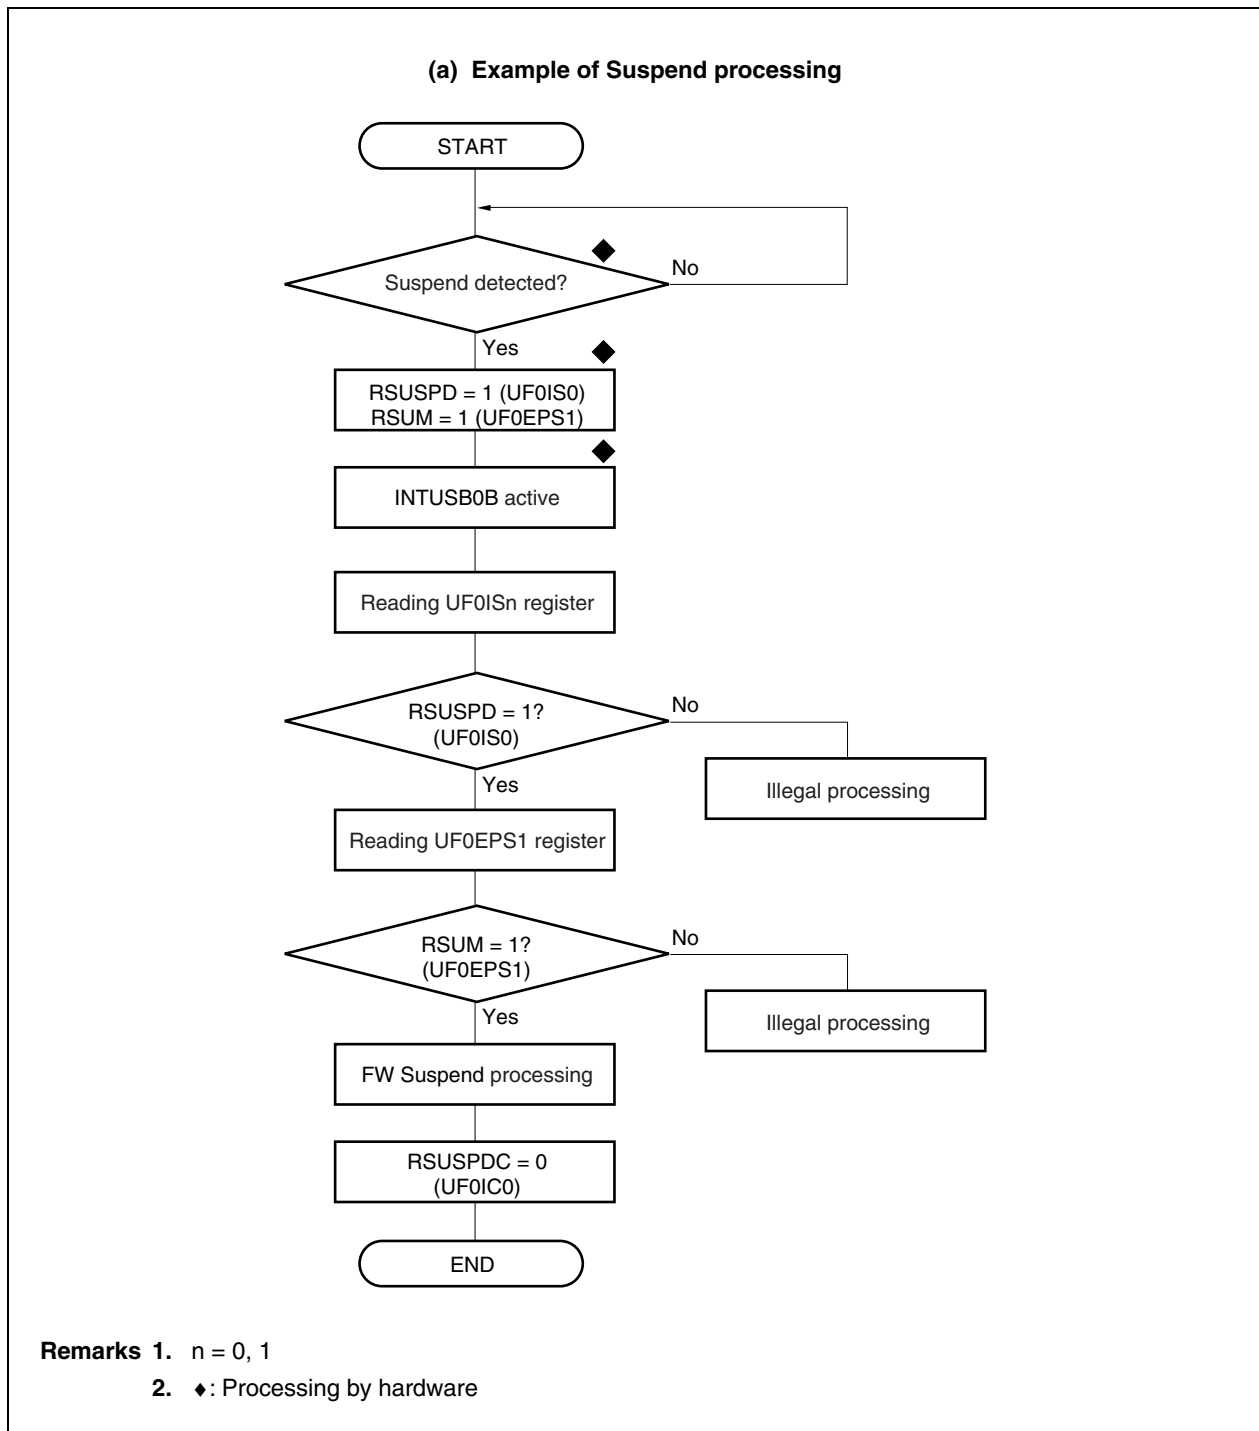 (a) Example of Suspend processing
START
Suspend detected?
No
Yes
RSUSPD = 1 (UF0IS0)
RSUM = 1 (UF0EPS1)
INTUSB0B active
Reading UF0ISn register
RSUSPD = 1?
(UF0IS0)
No
Illegal processing
Yes
Reading UF0EPS1 register
RSUM = 1?
(UF0EPS1)
No
Illegal processing
Yes
FW Suspend processing
RSUSPDC = 0
(UF0IC0)
END
Remarks 1. n = 0, 1
2. ♦: Processing by hardware